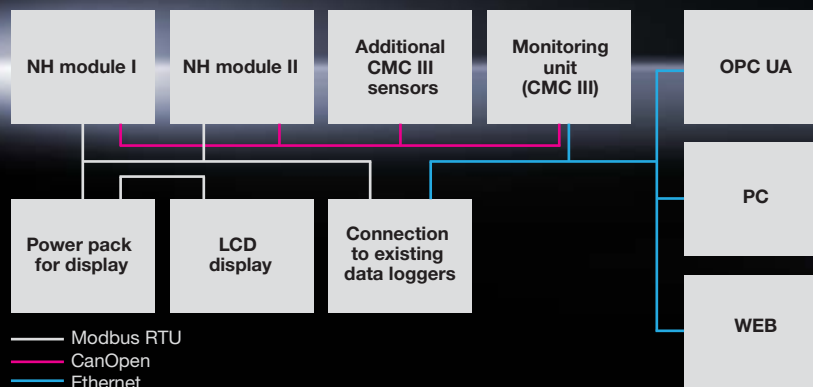 NH module I
NH module II
Additional
CMC III
sensors
Monitoring
unit
(CMC III)
OPC UA
PC
Power pack
for display
LCD
display
Connection
to existing
data loggers
WEB
Modbus RTU
CanOpen
Ethernet